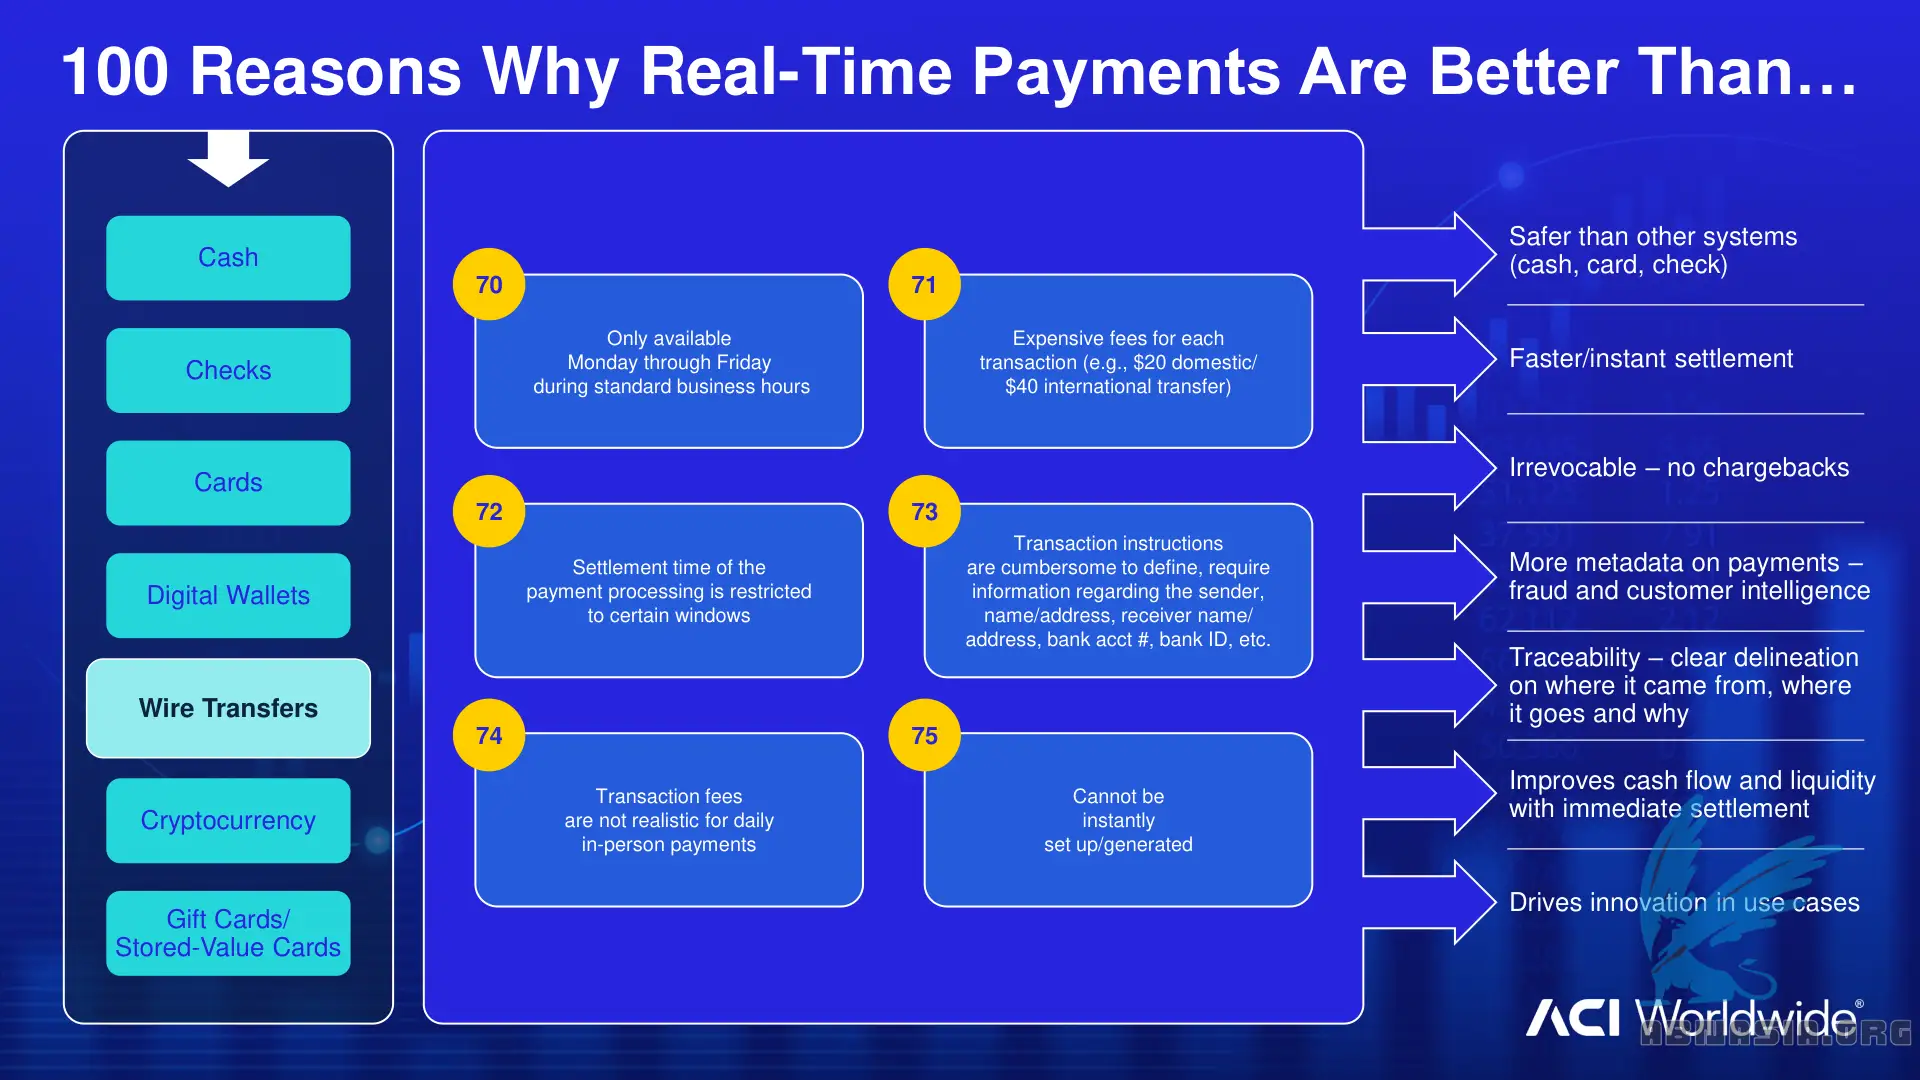 100 Reasons Why Real-Time Payments Are Better Than...
Cash
Checks
Cards
Digital Wallets
Wire Transfers
Cryptocurrency
Gift Cards/
Stored-Value Cards
70
Only available
Monday through Friday
during standard business hours
71
Expensive fees for each
transaction (e.g., $20 domestic/
$40 international transfer)
72
Settlement time of the
payment processing is restricted
to certain windows
73
Transaction instructions
are cumbersome to define, require
information regarding the sender,
name/address, receiver name/
address, bank acct #, bank ID, etc.
74
Transaction fees
are not realistic for daily
in-person payments
75
Cannot be
instantly
set up/generated
Safer than other systems
(cash, card, check)
Faster/instant settlement
Irrevocable – no chargebacks
More metadata on payments –
fraud and customer intelligence
Traceability – clear delineation
on where it came from, where
it goes and why
Improves cash flow and liquidity
with immediate settlement
Drives innovation in use cases
ACI Worldwide®
ABIJASIA.ORG